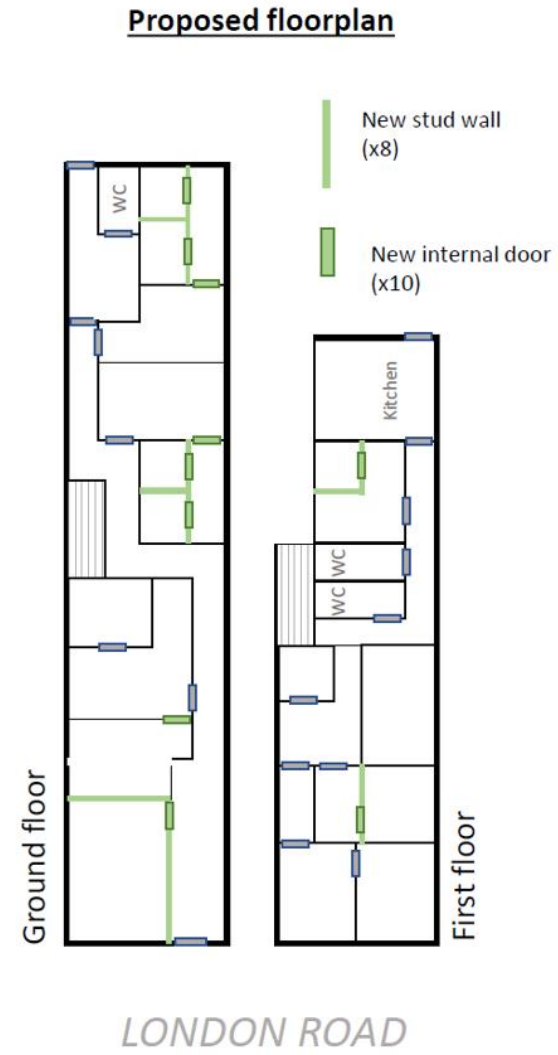 Proposed floorplan
New stud wall
(x8)
New internal door
(x10)
WC
Kitchen
WC
WC
Ground floor
First floor
LONDON ROAD